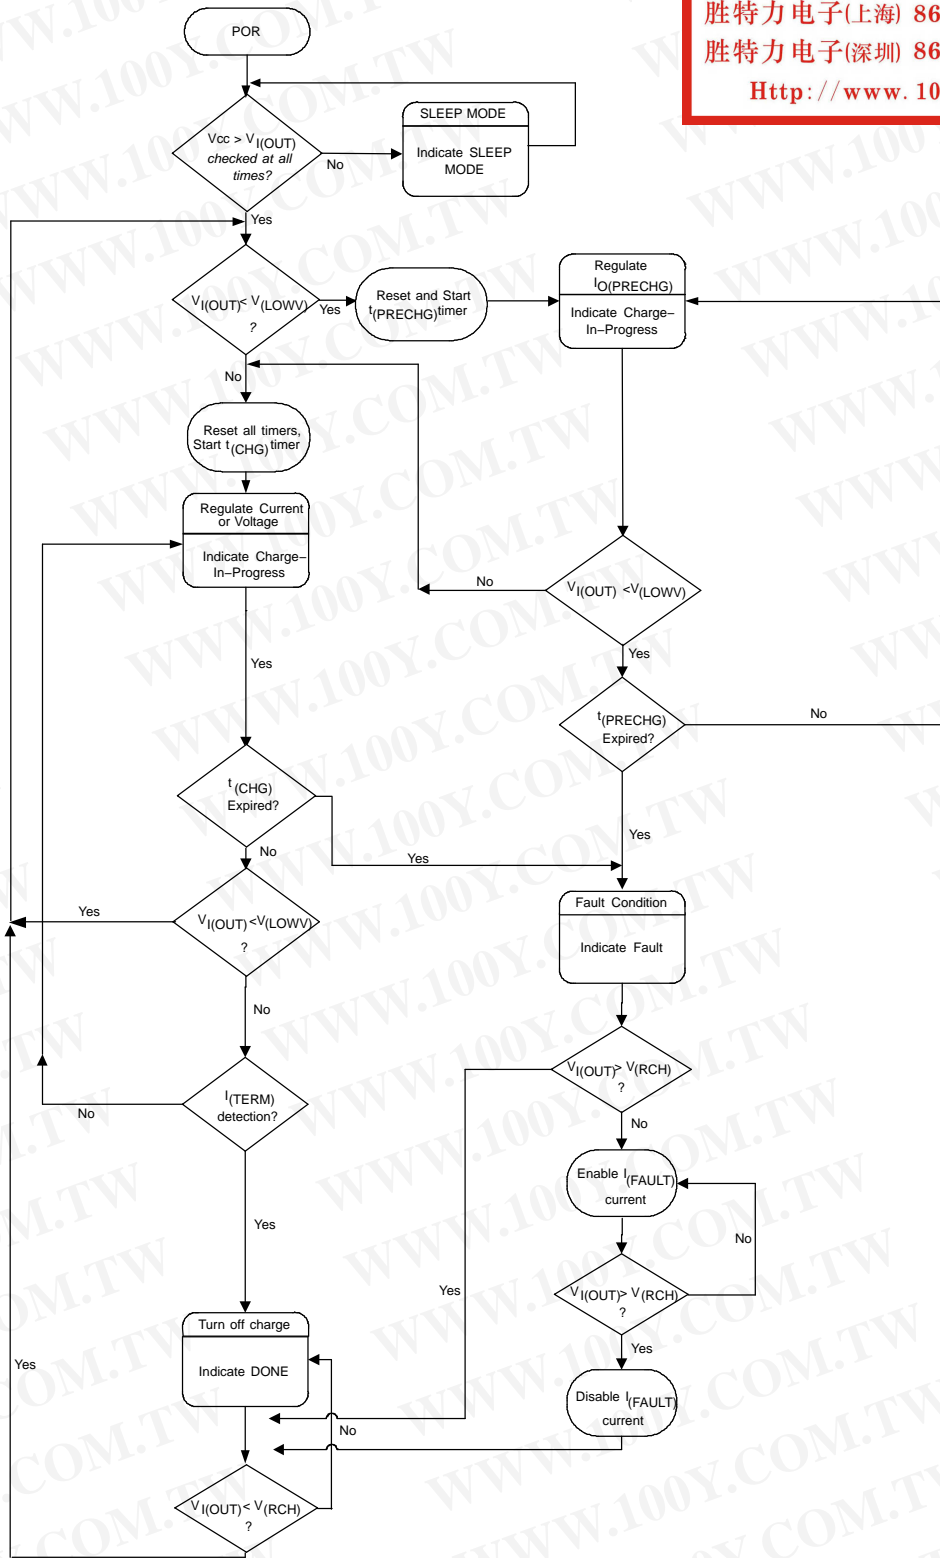 胜特力电子(上海) 86
胜特力电子(深圳) 86
Http://www. 10
POR
Vcc > VI(OUT)
checked at all
times?
No
SLEEP MODE
Indicate SLEEP
MODE
Yes
VI(OUT)< V(LOWV)
?
Yes
Reset and Start
t(PRECHG)timer
Regulate
IO(PRECHG)
Indicate Charge–
In–Progress
No
Reset all timers,
Start t(CHG) timer
Regulate Current
or Voltage
Indicate Charge–
In–Progress
No
VI(OUT) <V(LOWV)
Yes
Yes
t(PRECHG)
Expired?
No
t(CHG)
Expired?
Yes
No
Yes
VI(OUT)<V(LOWV)
?
Yes
Fault Condition
Indicate Fault
No
VI(OUT)> V(RCH)
?
I(TERM)
detection?
No
No
Enable I(FAULT)
current
Yes
No
VI(OUT)> V(RCH)
?
Yes
Yes
Turn off charge
Indicate DONE
Yes
Disable I(FAULT)
current
No
VI(OUT)< V(RCH)
?
WWW.100Y.COM.TW